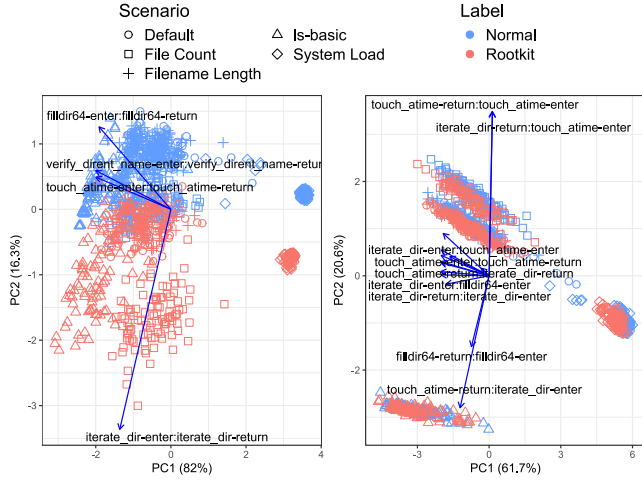 Scenario
Label
Default
ls-basic
Normal
File Count
System Load
Rootkit
Filename Length
filldir64-enter:filldir64-return
verify_dirent_name-enter:verify_dirent_name-return
touch_atime-enter:touch_atime-return
iterate_dir-enter:iterate_dir-return
1
0
-1
-2
-3
PC2 (16.3%)
-2
0
2
4
PC1 (82%)
touch_atime-return:touch_atime-enter
iterate_dir-return:touch_atime-enter
iterate_dir-enter:touch_atime-enter
touch_atime-enter:touch_atime-return
touch_atime-return:iterate_dir-return
iterate_dir-enter:filldir64-enter
iterate_dir-return:iterate_dir-enter
filldir64-return:filldir64-enter
touch_atime-return:iterate_dir-enter
2
0
-2
PC2 (20.6%)
-3
0
3
6
PC1 (61.7%)